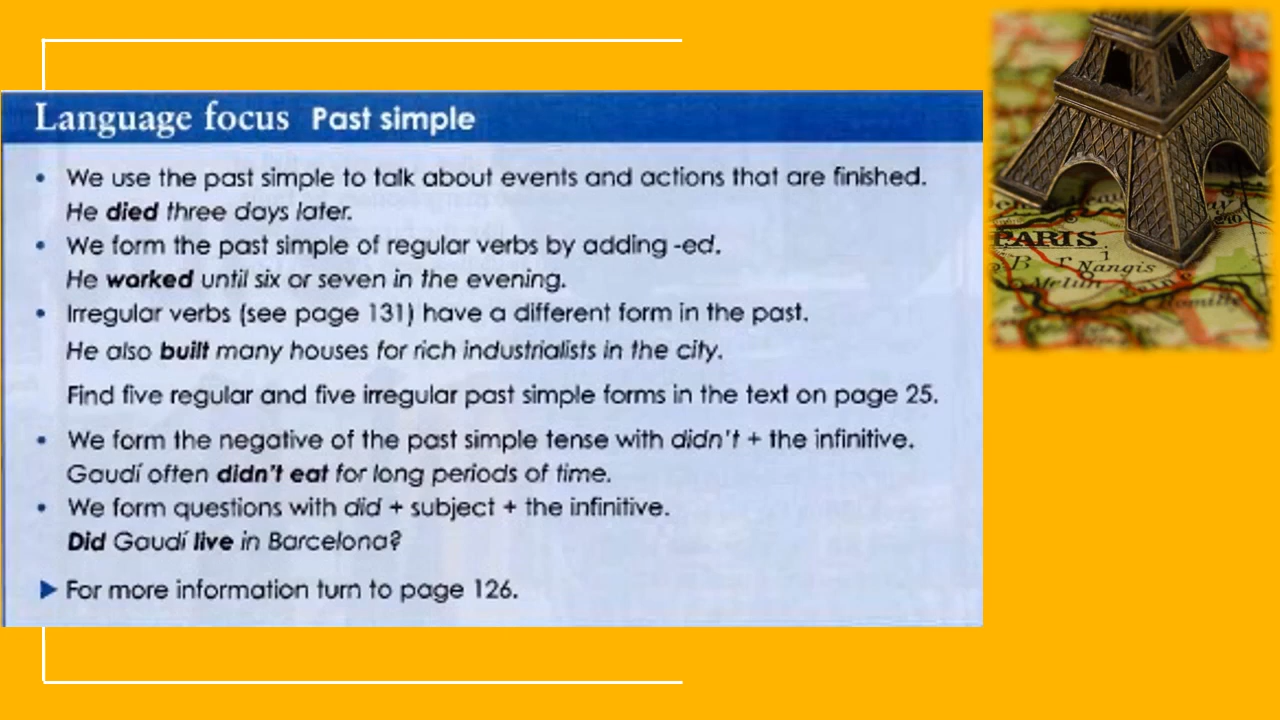 Language focus Past simple
• We use the past simple to talk about events and actions that are finished.
He died three days later.
• We form the past simple of regular verbs by adding -ed.
He worked until six or seven in the evening.
• Irregular verbs (see page 131) have a different form in the past.
He also built many houses for rich industrialists in the city.
Find five regular and five irregular past simple forms in the text on page 25.
• We form the negative of the past simple tense with didn't + the infinitive.
Gaudí often didn't eat for long periods of time.
• We form questions with did + subject + the infinitive.
Did Gaudí live in Barcelona?
▶ For more information turn to page 126.
PARIS
Nangis
Melun